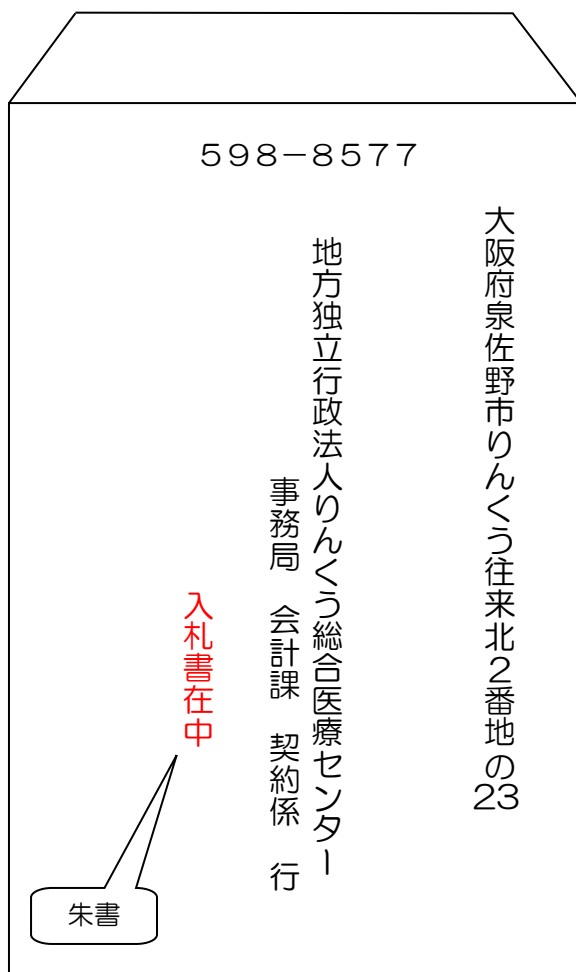 598－8577
大阪府泉佐野市りんくう往来北２番地の23
地方独立行政法人りんくう総合医療センター
事務局　会計課　契約係　行
入札書在中
朱書